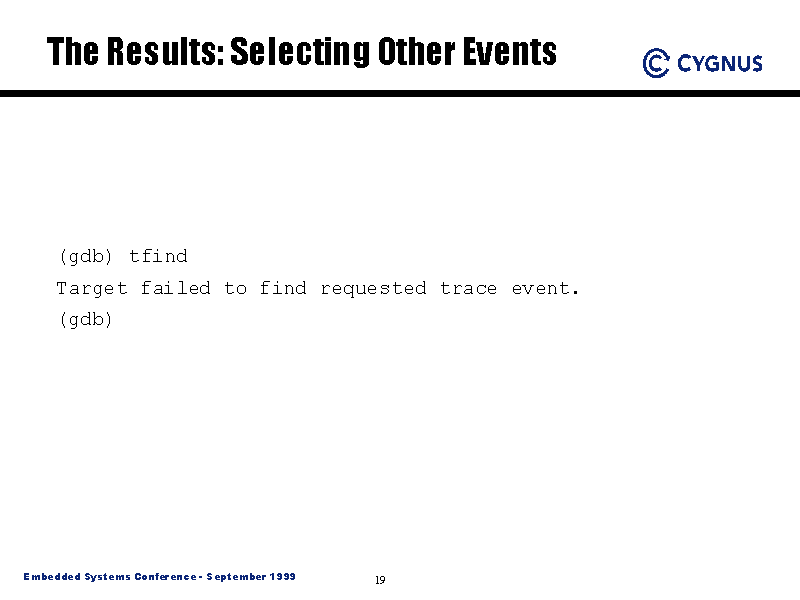 The Results: Selecting Other Events
CYGNUS
(gdb) tfind
Target failed to find requested trace event.
(gdb)
Embedded Systems Conference - September 1999
19